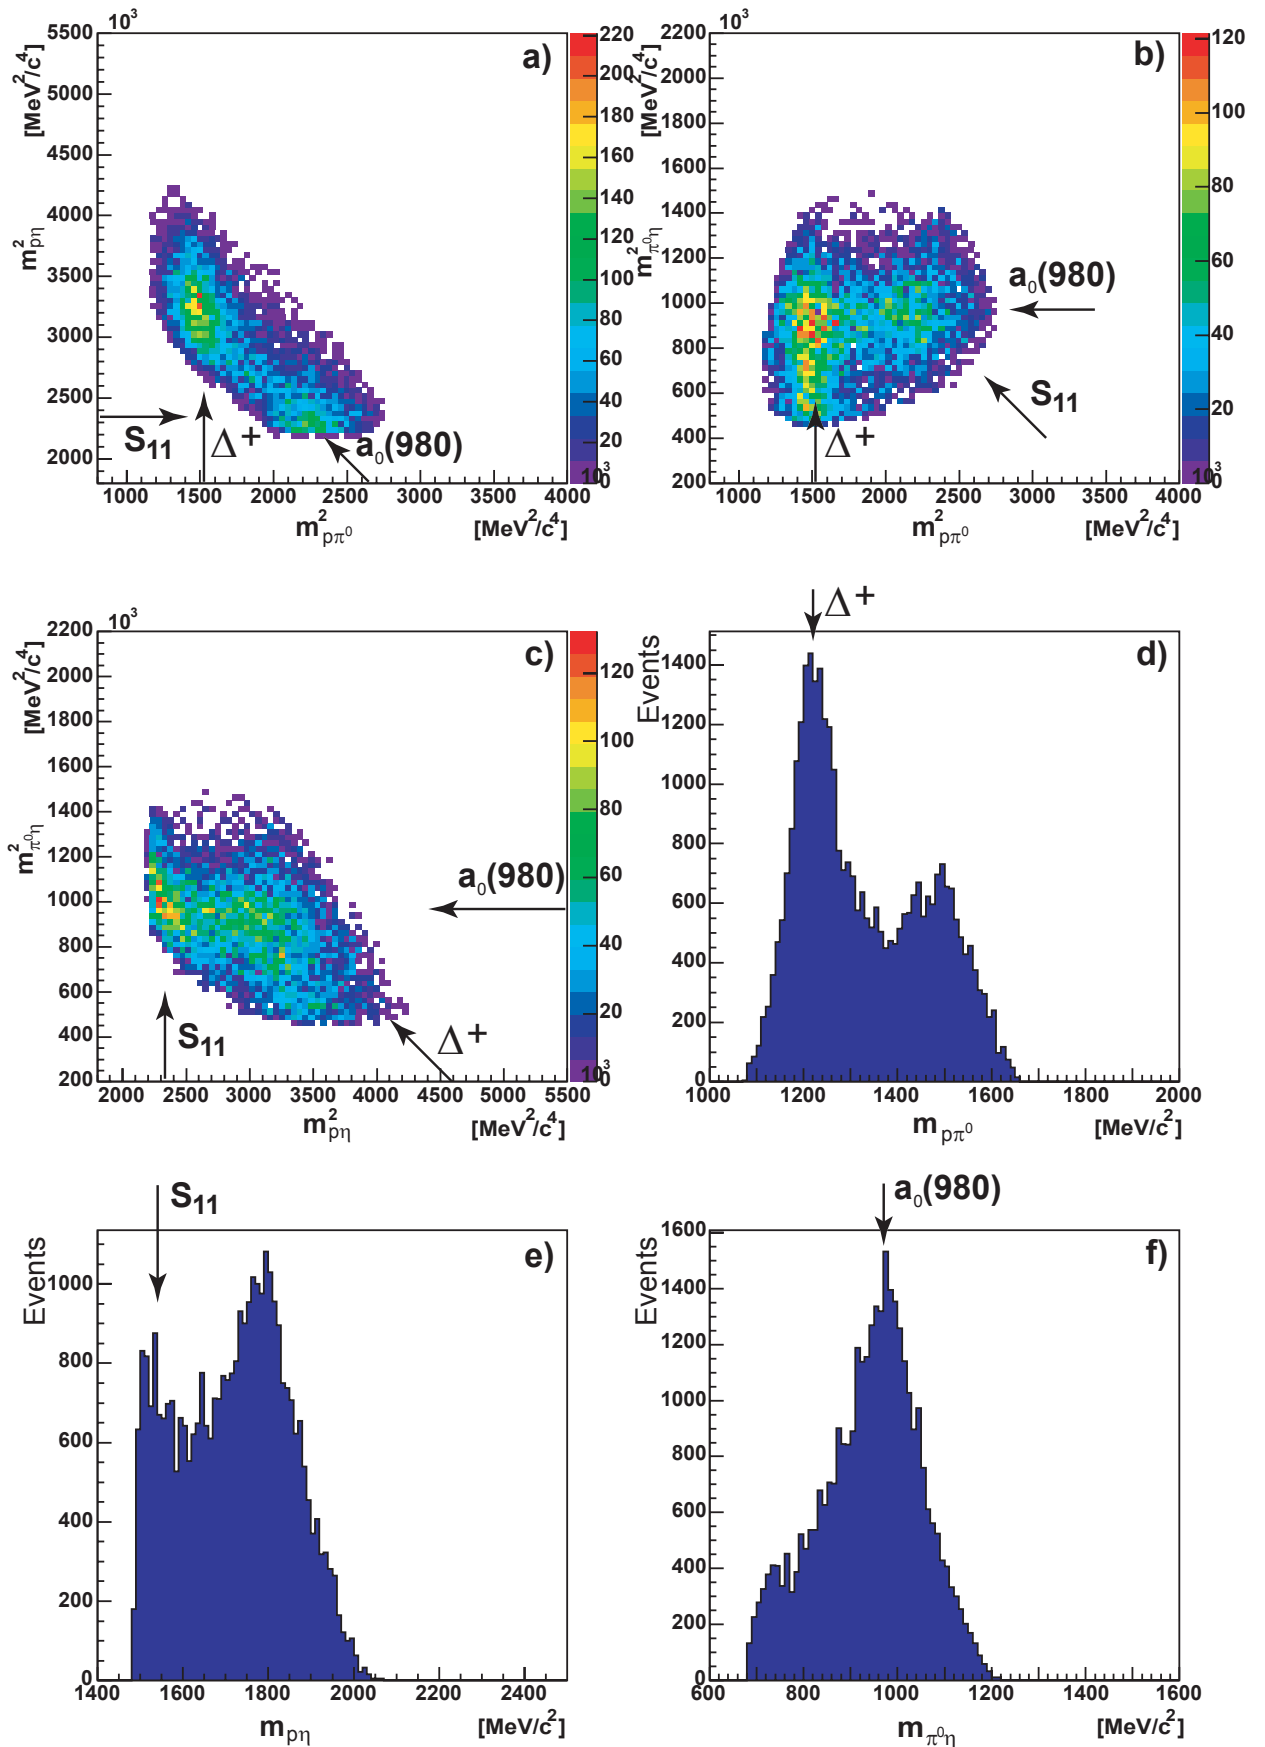 a)
10³
[MeV²/c⁴]
m²pη
5500
5000
4500
4000
3500
3000
2500
2000
220
200
180
160
140
120
100
80
60
40
20
0
10³
S₁₁
Δ⁺
a₀(980)
1000 1500 2000 2500 3000 3500 4000
m²pπ⁰ [MeV²/c⁴]
b)
10³
[MeV²/c⁴]
m²π⁰η
2200
2000
1800
1600
1400
1200
1000
800
600
400
200
120
100
80
60
40
20
0
10³
a₀(980)
S₁₁
Δ⁺
1000 1500 2000 2500 3000 3500 4000
m²pπ⁰ [MeV²/c⁴]
c)
10³
[MeV²/c⁴]
m²π⁰η
2200
2000
1800
1600
1400
1200
1000
800
600
400
200
120
100
80
60
40
20
0
10³
a₀(980)
S₁₁
Δ⁺
2000 2500 3000 3500 4000 4500 5000 5500
m²pη [MeV²/c⁴]
Δ⁺
d)
Events
1400
1200
1000
800
600
400
200
0
1000 1200 1400 1600 1800 2000
mpπ⁰ [MeV/c²]
S₁₁
e)
Events
1000
800
600
400
200
0
1400 1600 1800 2000 2200 2400
mpη [MeV/c²]
a₀(980)
f)
Events
1600
1400
1200
1000
800
600
400
200
0
600 800 1000 1200 1400 1600
mπ⁰η [MeV/c²]